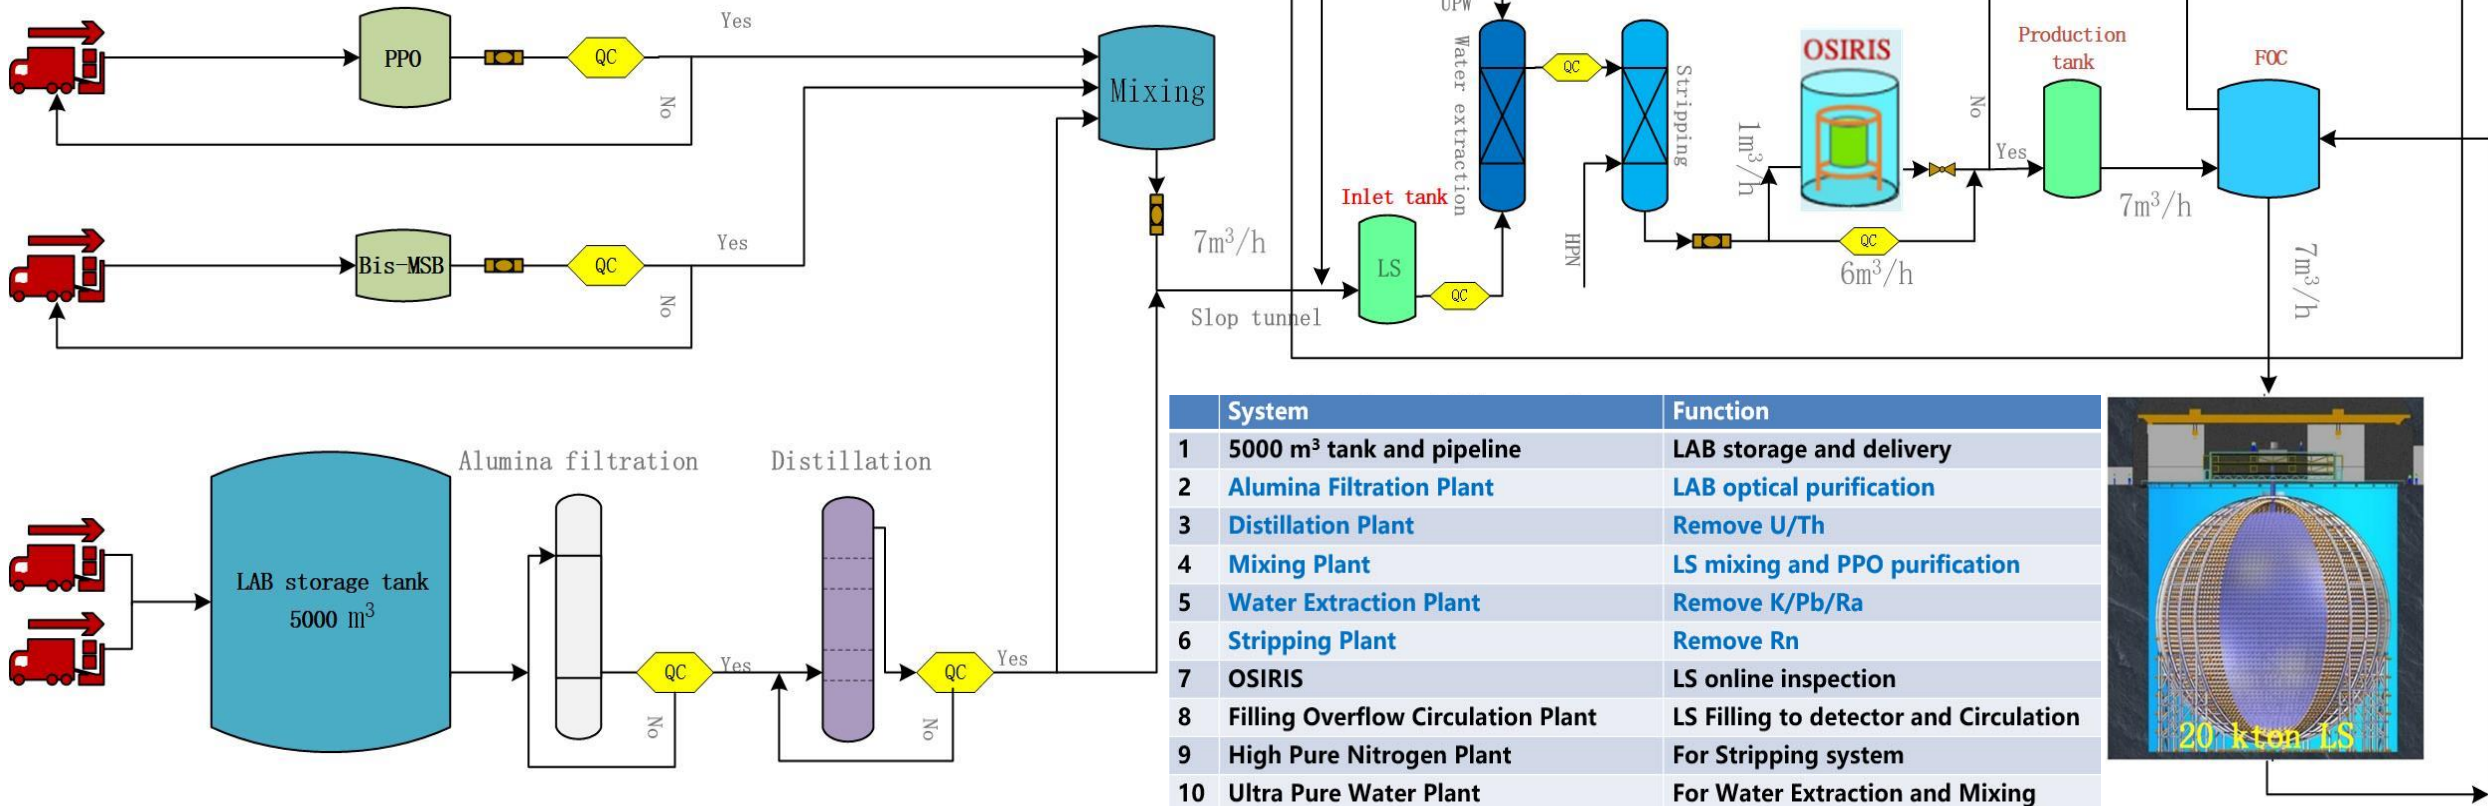 Yes
PPO
QC
No
Mixing
Yes
Bis-MSB
QC
No
7m³/h
Slop tunnel
UPW
Water extraction
QC
Stripping
Inlet tank
LS
QC
HPN
1m³/h
OSIRIS
QC
6m³/h
No
Yes
Production
tank
7m³/h
FOC
7m³/h
LAB storage tank
5000 m³
Alumina filtration
QC
Yes
No
Distillation
QC
Yes
No
System Function
1 5000 m³ tank and pipeline LAB storage and delivery
2 Alumina Filtration Plant LAB optical purification
3 Distillation Plant Remove U/Th
4 Mixing Plant LS mixing and PPO purification
5 Water Extraction Plant Remove K/Pb/Ra
6 Stripping Plant Remove Rn
7 OSIRIS LS online inspection
8 Filling Overflow Circulation Plant LS Filling to detector and Circulation
9 High Pure Nitrogen Plant For Stripping system
10 Ultra Pure Water Plant For Water Extraction and Mixing
20 kton LS